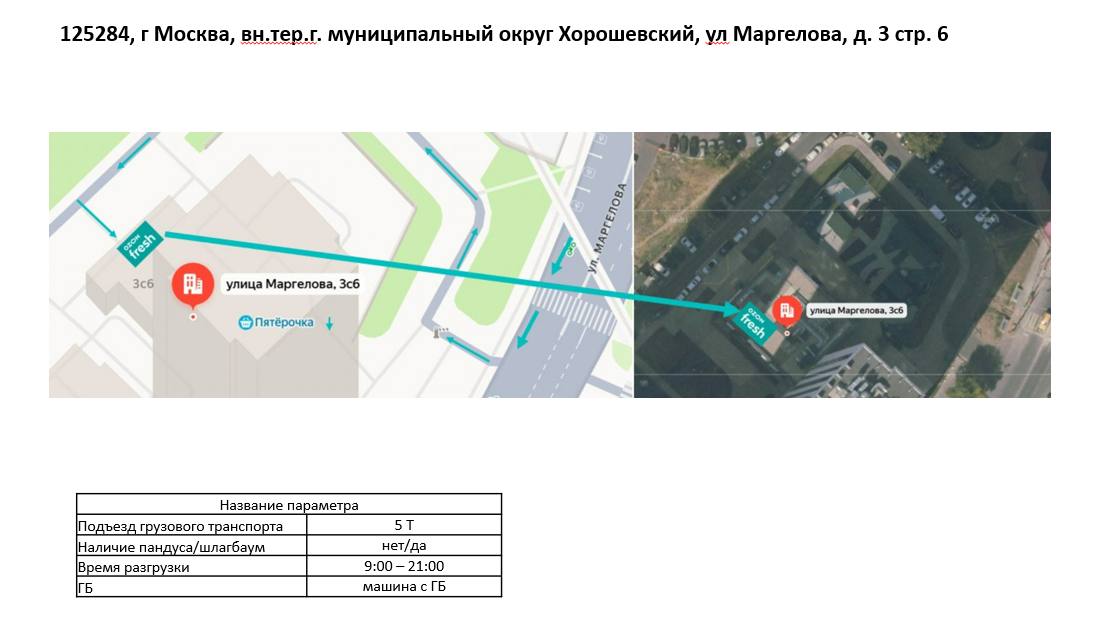 125284, г Москва, вн.тер.г. муниципальный округ Хорошевский, ул Маргелова, д. 3 стр. 6
ул. МАРГЕЛОВА
ozon fresh
3с6
улица Маргелова, 3с6
Пятёрочка
ozon fresh
улица Маргелова, 3с6
Название параметра
Подъезд грузового транспорта 5 Т
Наличие пандуса/шлагбаум нет/да
Время разгрузки 9:00 – 21:00
ГБ машина с ГБ